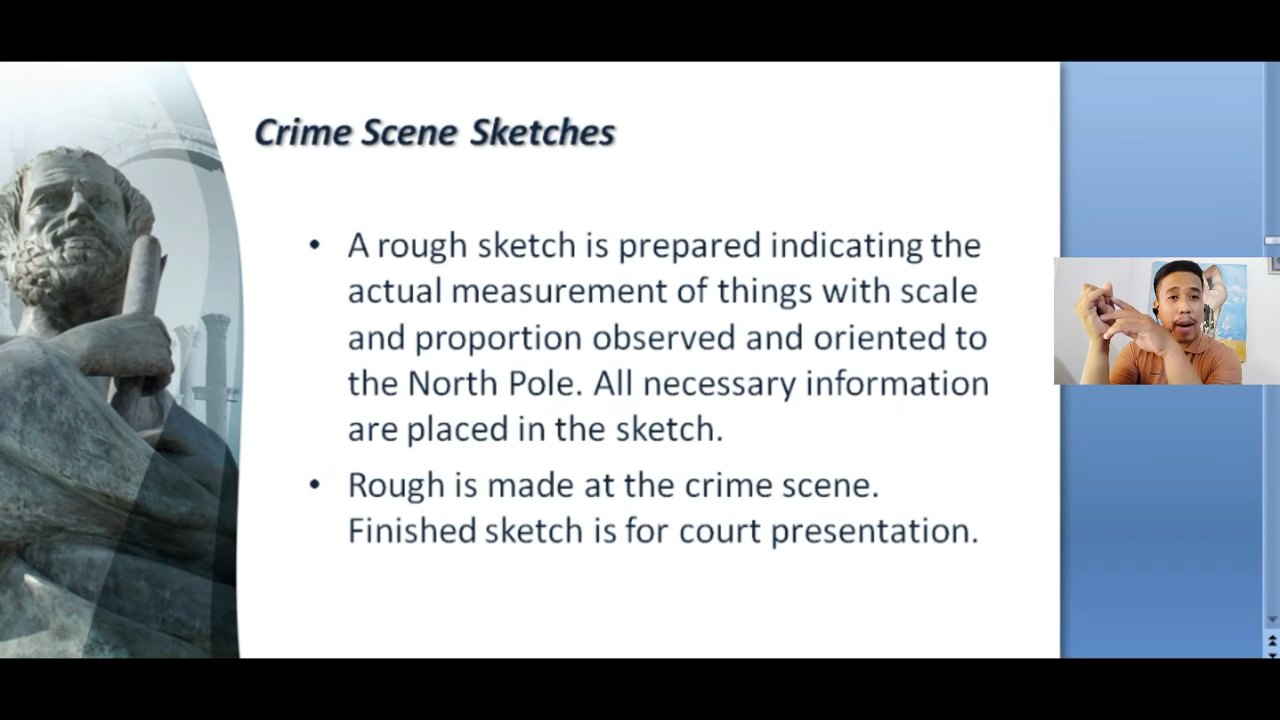 Crime Scene Sketches
• A rough sketch is prepared indicating the
actual measurement of things with scale
and proportion observed and oriented to
the North Pole. All necessary information
are placed in the sketch.
• Rough is made at the crime scene.
Finished sketch is for court presentation.